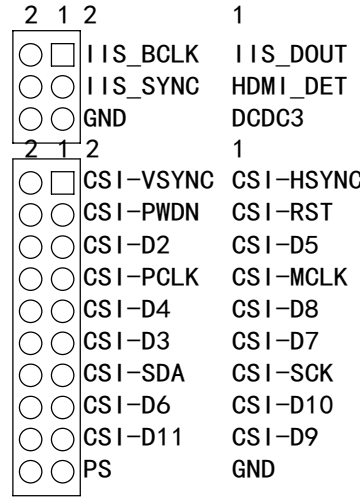 2 1 2 1
IIS_BCLK IIS_DOUT
IIS_SYNC HDMI_DET
GND DCDC3
2 1 2 1
CSI-VSYNC CSI-HSYNC
CSI-PWDN CSI-RST
CSI-D2 CSI-D5
CSI-PCLK CSI-MCLK
CSI-D4 CSI-D8
CSI-D3 CSI-D7
CSI-SDA CSI-SCK
CSI-D6 CSI-D10
CSI-D11 CSI-D9
PS GND